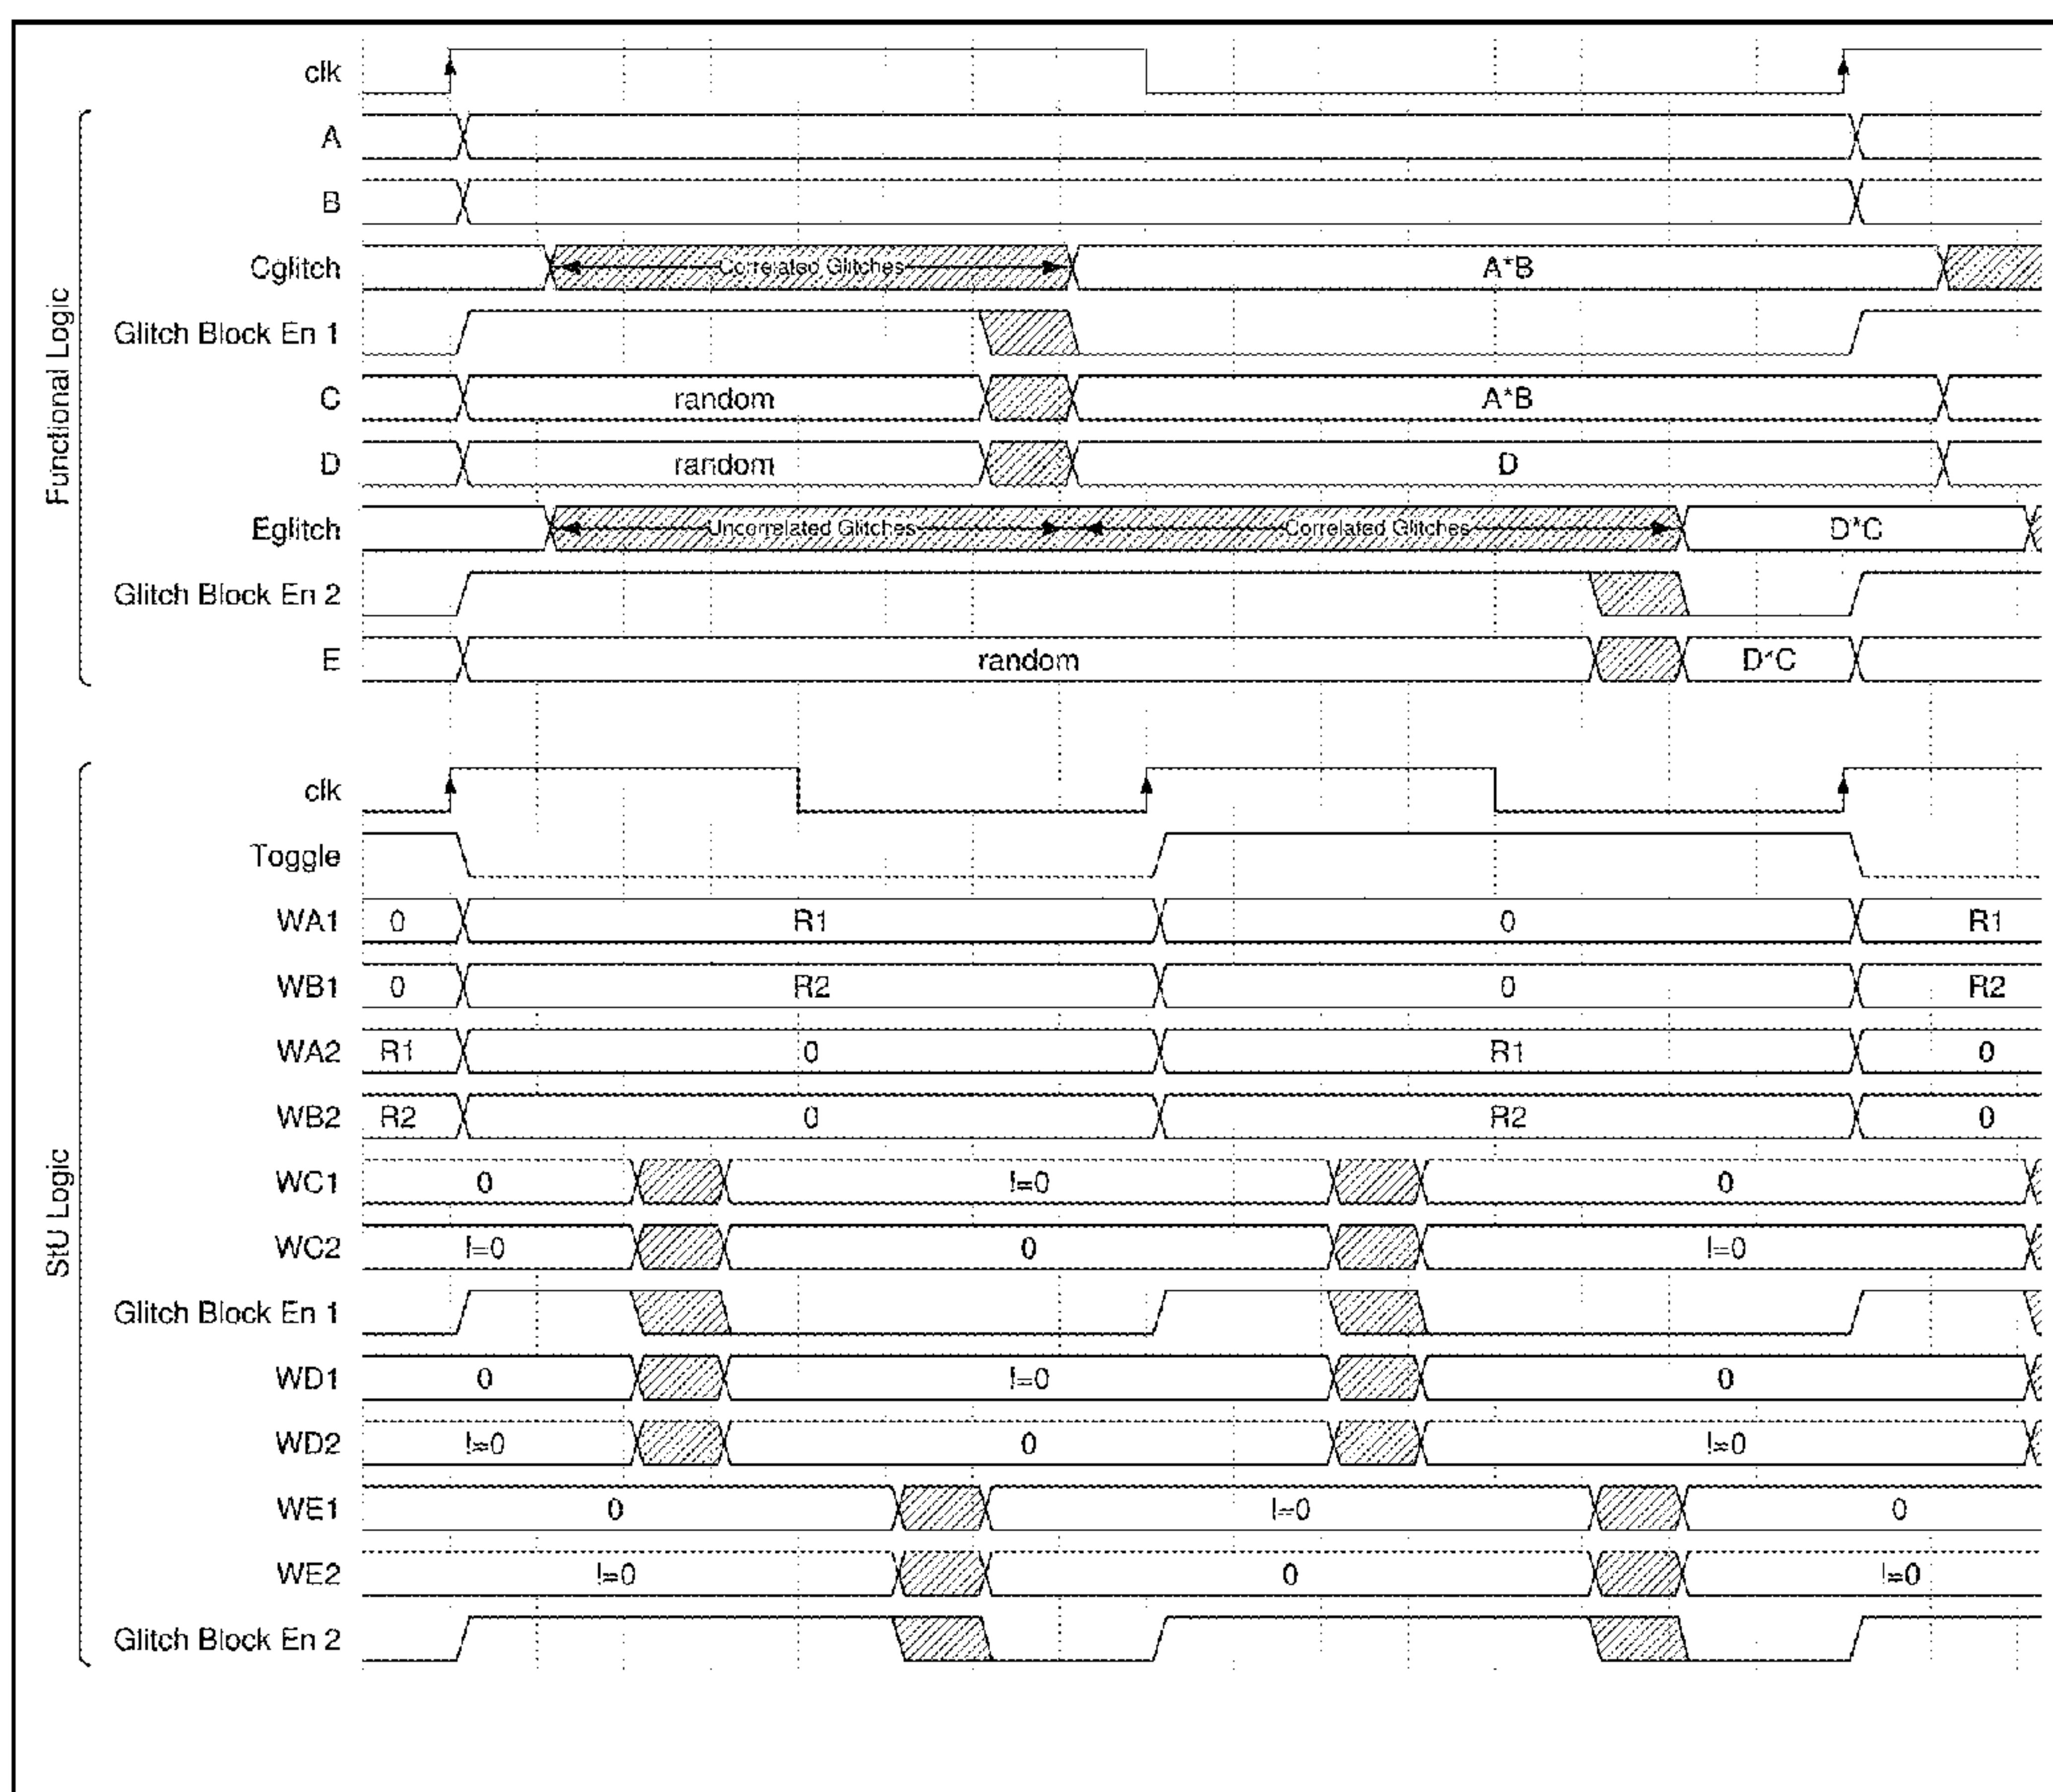 clk
A
B
Cglitch Correlated Glitches A*B
Glitch Block En 1
C random A*B
D random D
Eglitch Uncorrelated Glitches Correlated Glitches D*C
Glitch Block En 2
E random D*C
Functional Logic
clk
Toggle
WA1 0 R1 0 R1
WB1 0 R2 0 R2
WA2 R1 0 R1 0
WB2 R2 0 R2 0
WC1 0 !=0 0
WC2 !=0 0 !=0
Glitch Block En 1
WD1 0 !=0 0
WD2 !=0 0 !=0
WE1 0 !=0 0
WE2 !=0 0 !=0
Glitch Block En 2
StU Logic